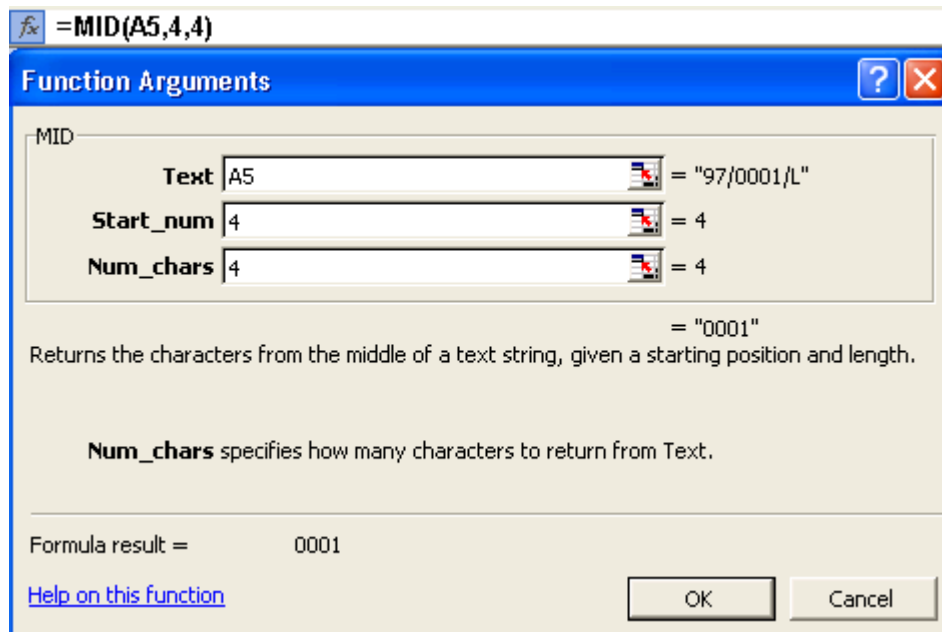 fx =MID(A5,4,4)
Function Arguments
MID
Text A5 = "97/0001/L"
Start_num 4 = 4
Num_chars 4 = 4
= "0001"
Returns the characters from the middle of a text string, given a starting position and length.
Num_chars specifies how many characters to return from Text.
Formula result = 0001
Help on this function OK Cancel